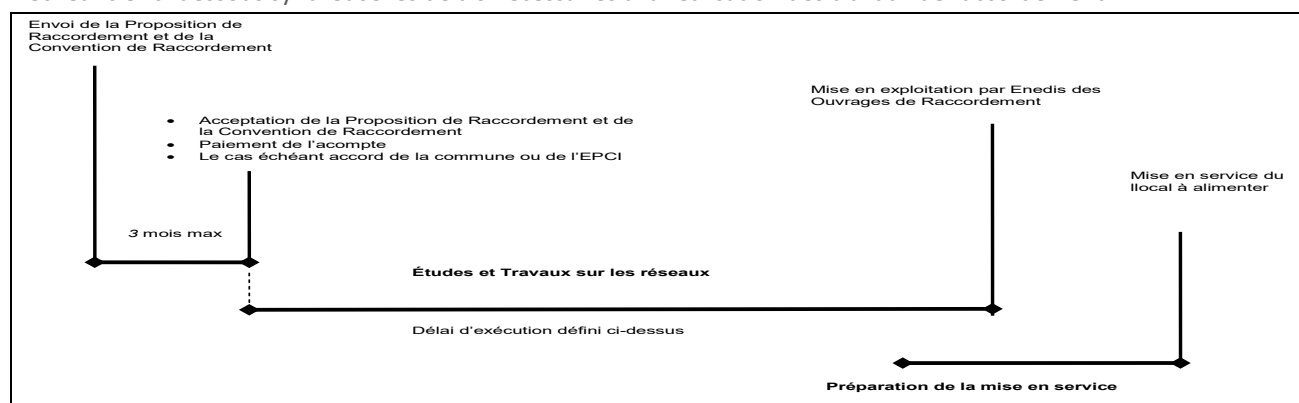 Envoi de la Proposition de
Raccordement et de la
Convention de Raccordement
Mise en exploitation par Enedis des
Ouvrages de Raccordement
• Acceptation de la Proposition de Raccordement et de
la Convention de Raccordement
• Paiement de l'acompte
• Le cas échéant accord de la commune ou de l'EPCI
Mise en service du
llocal à alimenter
3 mois max
Études et Travaux sur les réseaux
Délai d'exécution défini ci-dessus
Préparation de la mise en service